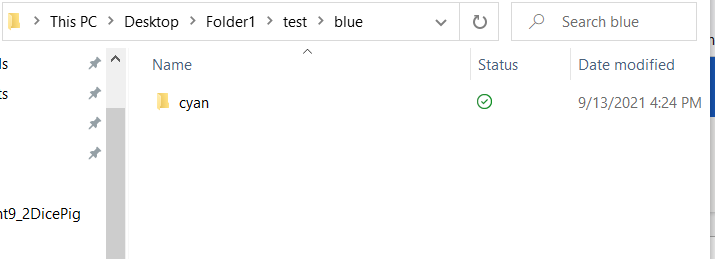 This PC > Desktop > Folder1 > test > blue
Search blue
Name Status Date modified
cyan 9/13/2021 4:24 PM
ls
ts
nt9_2DicePig